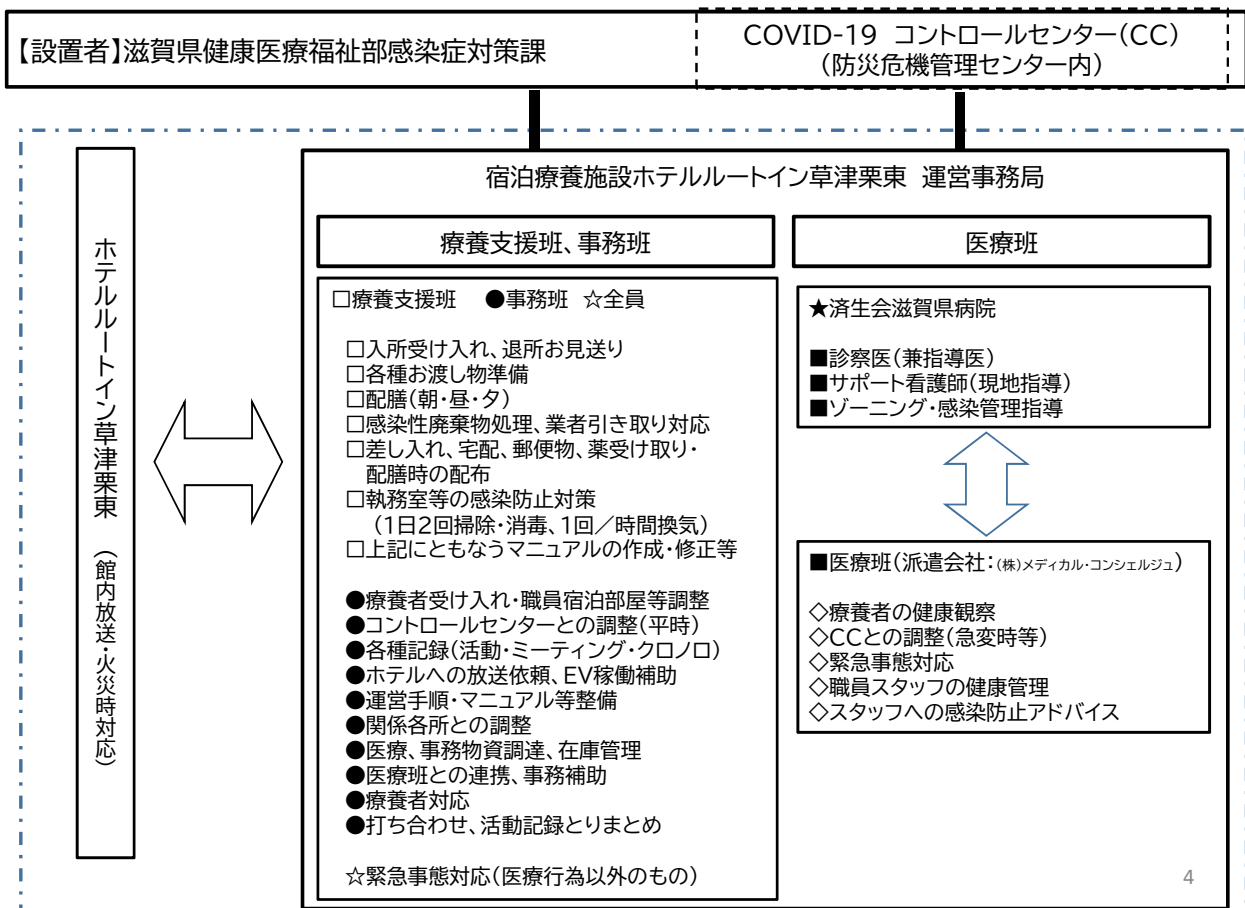 【設置者】滋賀県健康医療福祉部感染症対策課
COVID-19 コントロールセンター(CC)
(防災危機管理センター内)
ホテルルートイン草津栗東 (館内放送・火災時対応)
宿泊療養施設ホテルルートイン草津栗東 運営事務局
療養支援班、事務班
□療養支援班 ●事務班 ☆全員
□入所受け入れ、退所お見送り
□各種お渡し物準備
□配膳(朝・昼・夕)
□感染性廃棄物処理、業者引き取り対応
□差し入れ、宅配、郵便物、薬受け取り・
配膳時の配布
□執務室等の感染防止対策
(1日2回掃除・消毒、1回/時間換気)
□上記にともなうマニュアルの作成・修正等
●療養者受け入れ・職員宿泊部屋等調整
●コントロールセンターとの調整(平時)
●各種記録(活動・ミーティング・クロノロ)
●ホテルへの放送依頼、EV稼働補助
●運営手順・マニュアル等整備
●関係各所との調整
●医療、事務物資調達、在庫管理
●医療班との連携、事務補助
●療養者対応
●打ち合わせ、活動記録とりまとめ
☆緊急事態対応(医療行為以外のもの)
医療班
★済生会滋賀県病院
■診察医(兼指導医)
■サポート看護師(現地指導)
■ゾーニング・感染管理指導
■医療班(派遣会社:(株)メディカル・コンシェルジュ)
◇療養者の健康観察
◇CCとの調整(急変時等)
◇緊急事態対応
◇職員スタッフの健康管理
◇スタッフへの感染防止アドバイス
4